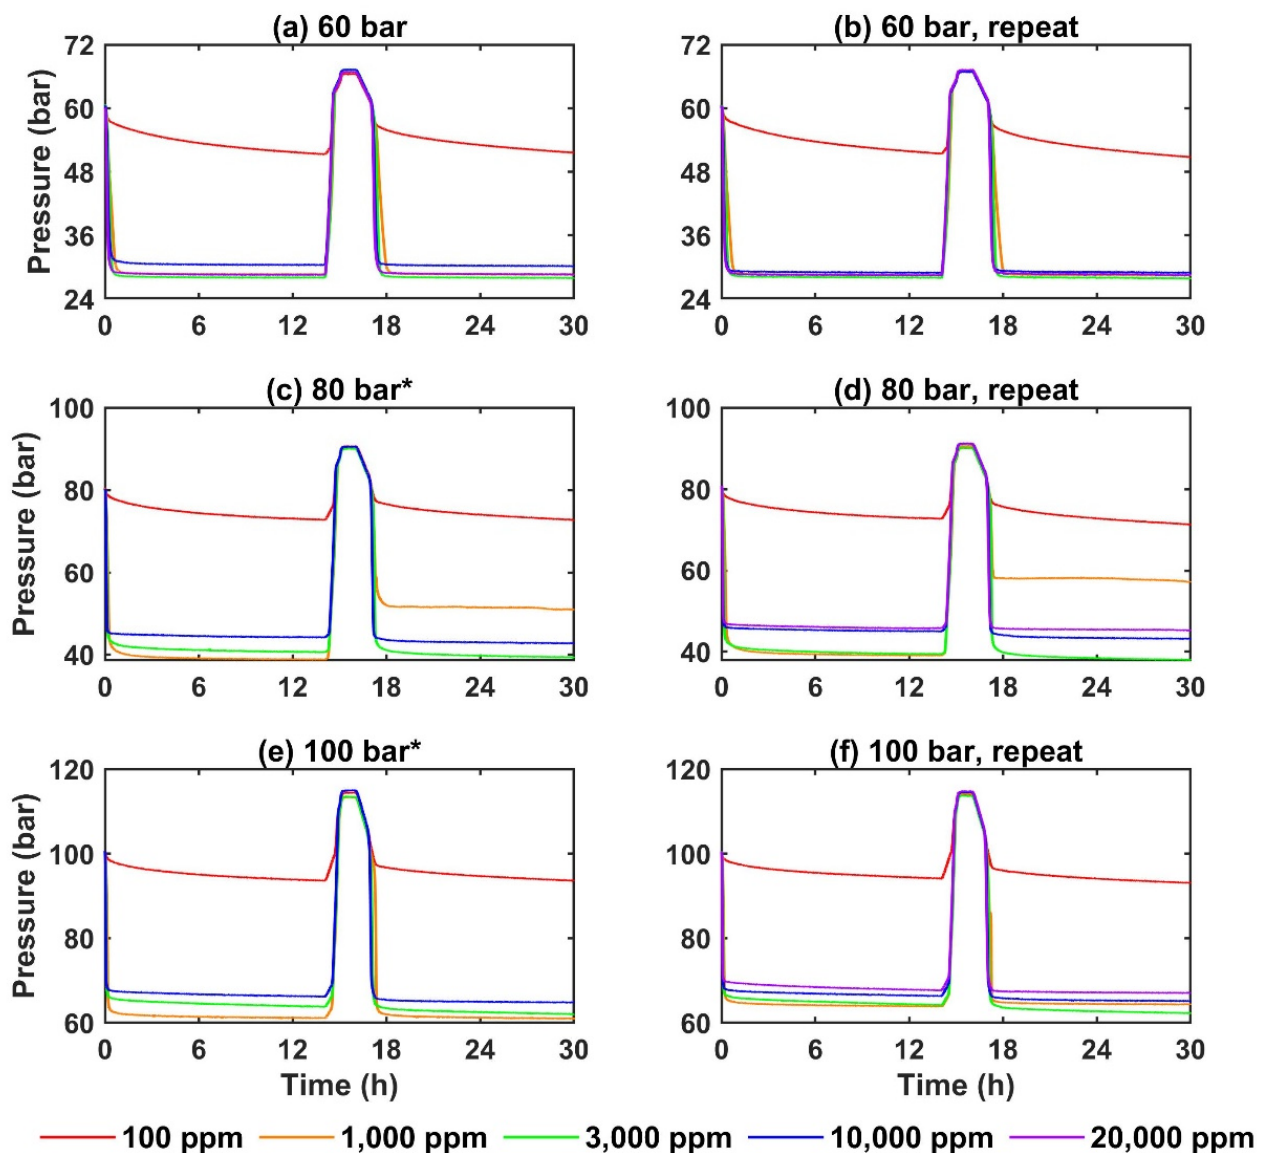 (a) 60 bar
(b) 60 bar, repeat
72
60
48
36
24
Pressure (bar)
0 6 12 18 24 30
72
60
48
36
24
0 6 12 18 24 30
(c) 80 bar*
(d) 80 bar, repeat
100
80
60
40
Pressure (bar)
0 6 12 18 24 30
100
80
60
40
0 6 12 18 24 30
(e) 100 bar*
(f) 100 bar, repeat
120
100
80
60
Pressure (bar)
0 6 12 18 24 30
Time (h)
120
100
80
60
0 6 12 18 24 30
Time (h)
100 ppm 1,000 ppm 3,000 ppm 10,000 ppm 20,000 ppm